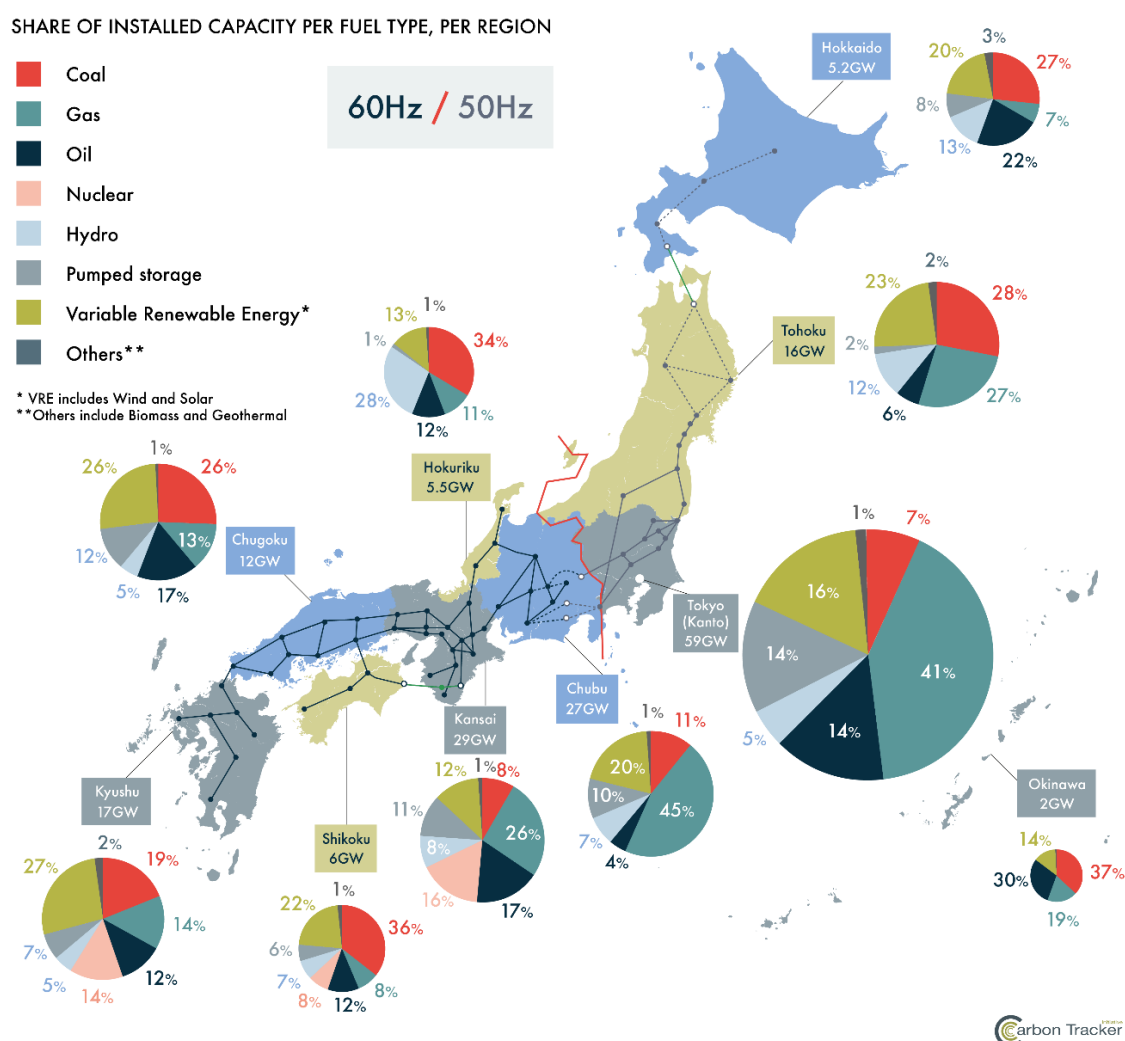 SHARE OF INSTALLED CAPACITY PER FUEL TYPE, PER REGION
Coal
Gas
Oil
Nuclear
Hydro
Pumped storage
Variable Renewable Energy*
Others**
* VRE includes Wind and Solar
**Others include Biomass and Geothermal
60Hz / 50Hz
Hokkaido
5.2GW
3%
20%
27%
8%
7%
13%
22%
Tohoku
16GW
2%
23%
28%
2%
12%
27%
6%
Hokuriku
5.5GW
1%
13%
34%
1%
28%
11%
12%
Chugoku
12GW
1%
26%
26%
13%
12%
5%
17%
Tokyo
(Kanto)
59GW
1%
7%
16%
14%
41%
5%
14%
Chubu
27GW
1%
11%
20%
10%
45%
7%
4%
Kansai
29GW
12%
1%
8%
11%
26%
8%
16%
17%
Shikoku
6GW
1%
22%
36%
6%
7%
8%
8%
12%
Kyushu
17GW
2%
19%
27%
14%
7%
5%
12%
14%
Okinawa
2GW
14%
30%
37%
19%
Initiative
Carbon Tracker